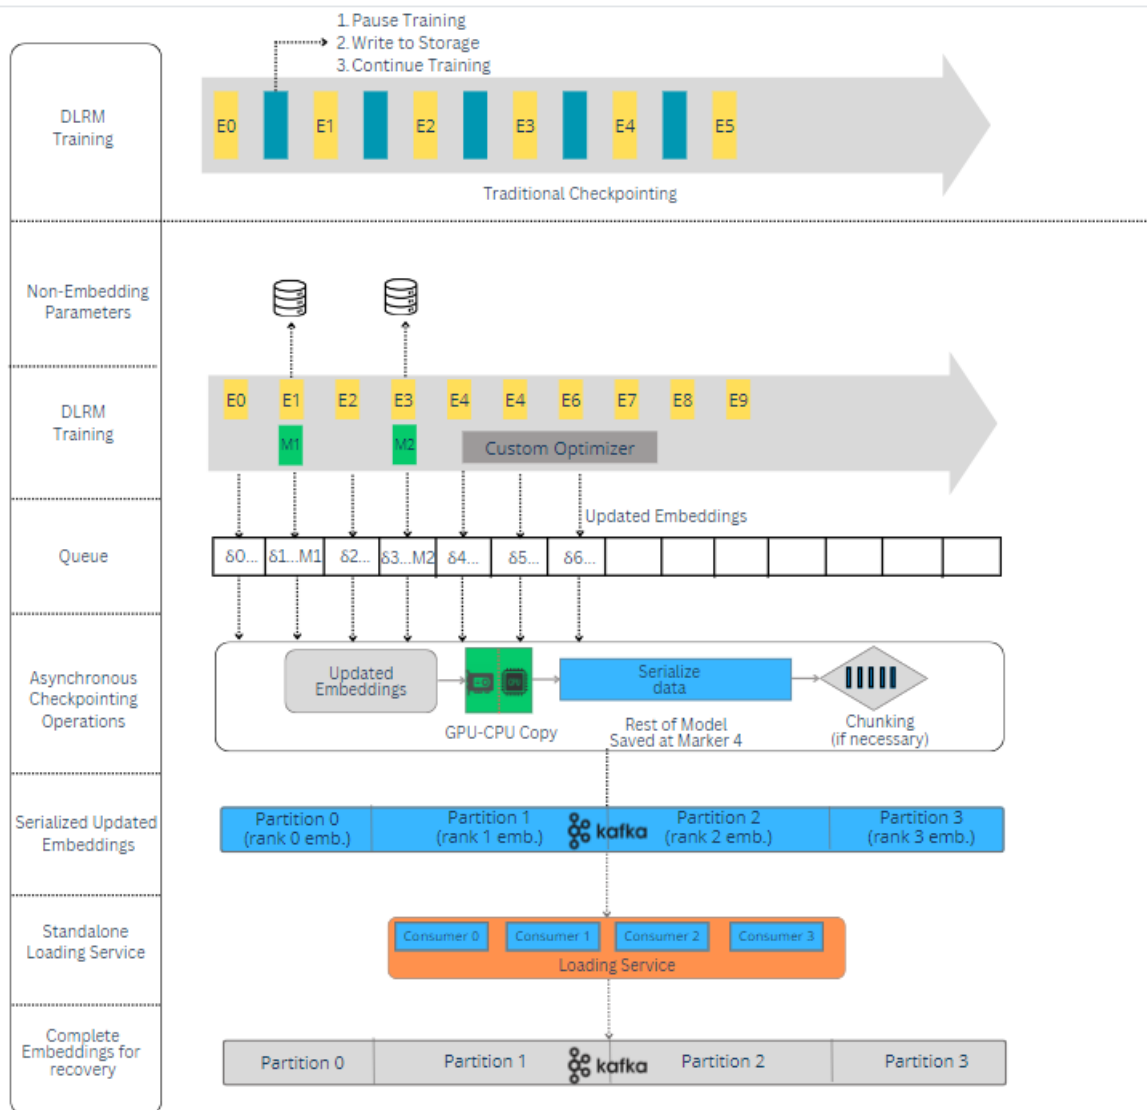 1. Pause Training
2. Write to Storage
3. Continue Training
DLRM
Training
E0
E1
E2
E3
E4
E5
Traditional Checkpointing
Non-Embedding
Parameters
DLRM
Training
E0
E1
E2
E3
E4
E4
E6
E7
E8
E9
M1
M2
Custom Optimizer
Updated Embeddings
Queue
δ0...
δ1...M1
δ2...
δ3...M2
δ4...
δ5...
δ6...
Asynchronous
Checkpointing
Operations
Updated
Embeddings
GPU-CPU Copy
Serialize
data
Rest of Model
Saved at Marker 4
Chunking
(if necessary)
Serialized Updated
Embeddings
Partition 0
(rank 0 emb.)
Partition 1
(rank 1 emb.)
kafka
Partition 2
(rank 2 emb.)
Partition 3
(rank 3 emb.)
Standalone
Loading Service
Consumer 0
Consumer 1
Consumer 2
Consumer 3
Loading Service
Complete
Embeddings for
recovery
Partition 0
Partition 1
kafka
Partition 2
Partition 3